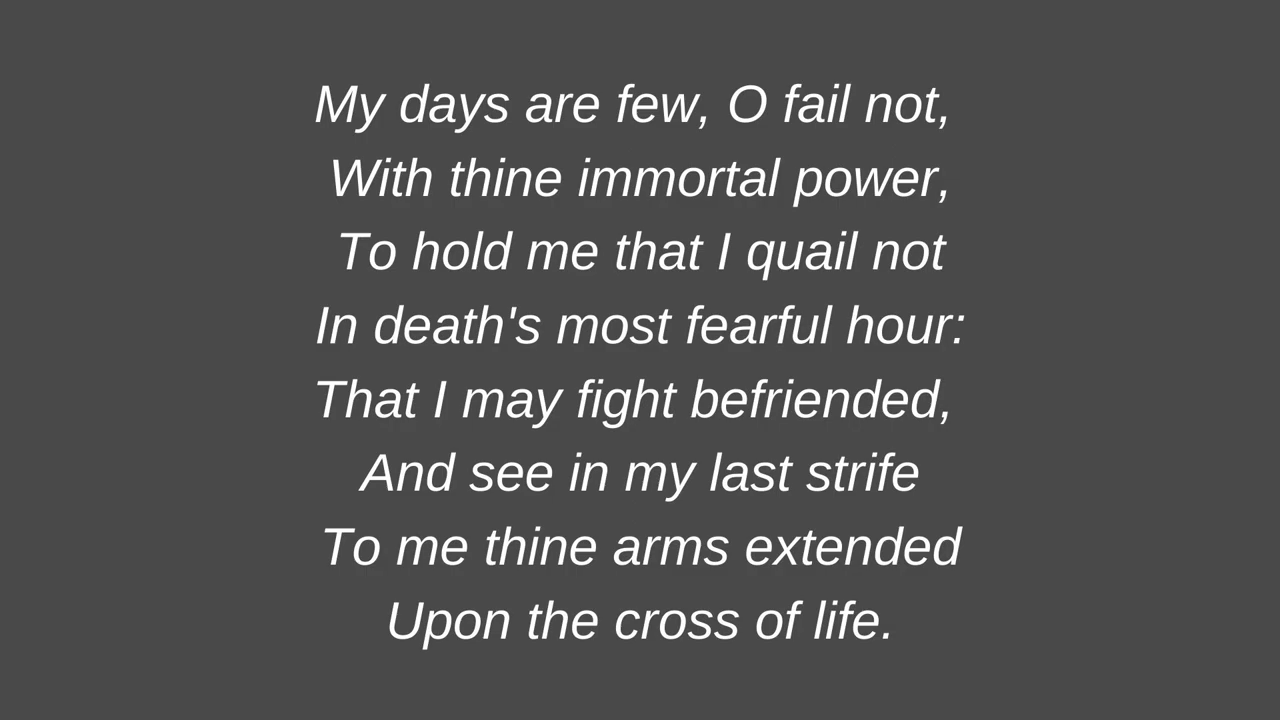 My days are few, O fail not,
With thine immortal power,
To hold me that I quail not
In death's most fearful hour:
That I may fight befriended,
And see in my last strife
To me thine arms extended
Upon the cross of life.